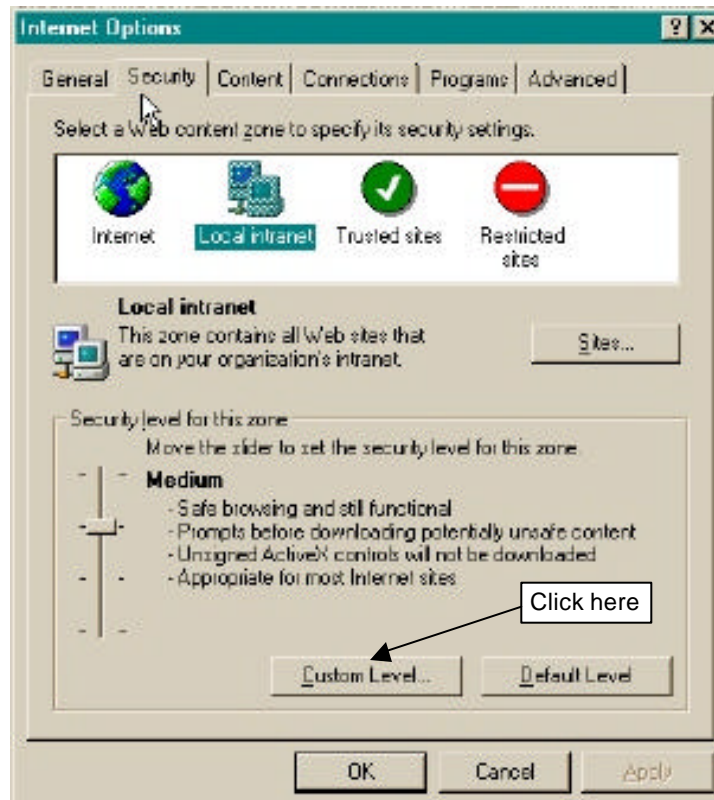 Internet Options
General Security Content Connections Programs Advanced
Select a Web content zone to specify its security settings.
Internet Local intranet Trusted sites Restricted sites
Local intranet
This zone contains all Web sites that
are on your organization's intranet.
Sites...
Security level for this zone
Move the slider to set the security level for this zone.
Medium
- Safe browsing and still functional
- Prompts before downloading potentially unsafe content
- Unsigned ActiveX controls will not be downloaded
- Appropriate for most Internet sites
Click here
Custom Level... Default Level
OK Cancel Apply